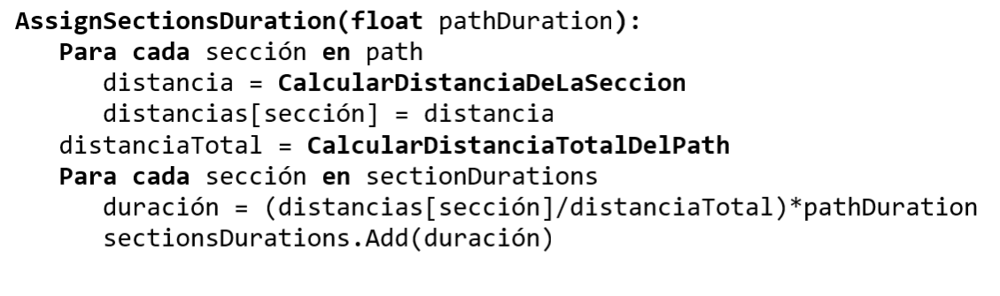 AssignSectionsDuration(float pathDuration):
Para cada sección en path
distancia = CalcularDistanciaDeLaSeccion
distancias[sección] = distancia
distanciaTotal = CalcularDistanciaTotalDelPath
Para cada sección en sectionDurations
duración = (distancias[sección]/distanciaTotal)*pathDuration
sectionsDurations.Add(duración)